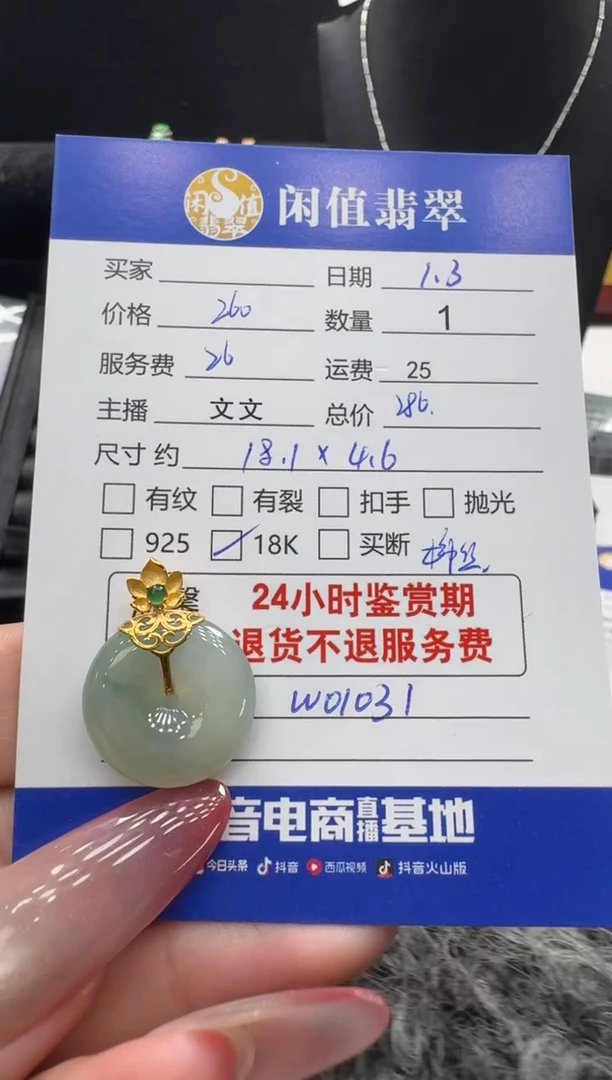 闲值翡翠
闲值翡翠
买家 日期 1.3
价格 260 数量 1
服务费 26 运费 25
主播 文文 总价 286.
尺寸 约 18.1 x 4.6
有纹 有裂 扣手 抛光
925 18K 买断
24小时鉴赏期
退货不退服务费
W01031
音电商直播基地
今日头条 抖音 西瓜视频 抖音火山版